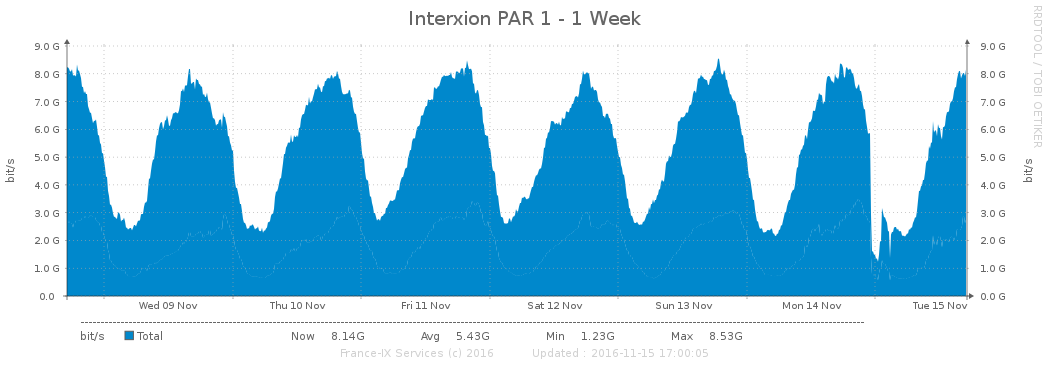 Interxion PAR 1 - 1 Week
RRDTOOL / TOBI OETIKER
bit/s
9.0 G
8.0 G
7.0 G
6.0 G
5.0 G
4.0 G
3.0 G
2.0 G
1.0 G
0.0
9.0 G
8.0 G
7.0 G
6.0 G
5.0 G
4.0 G
3.0 G
2.0 G
1.0 G
0.0 G
bit/s
Wed 09 Nov Thu 10 Nov Fri 11 Nov Sat 12 Nov Sun 13 Nov Mon 14 Nov Tue 15 Nov
bit/s Total Now 8.14G Avg 5.43G Min 1.23G Max 8.53G
France-IX Services (c) 2016 Updated : 2016-11-15 17:00:05